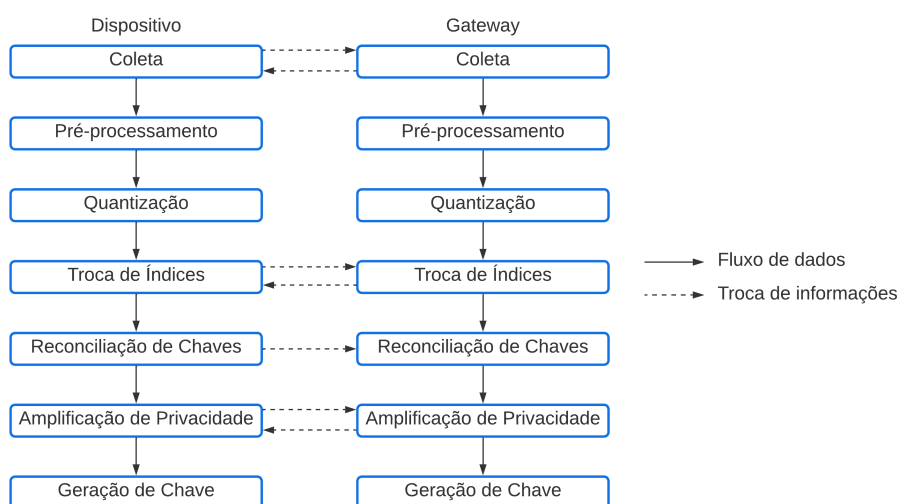 Dispositivo
Gateway
Coleta
Coleta
Pré-processamento
Pré-processamento
Quantização
Quantização
Troca de Índices
Troca de Índices
Fluxo de dados
Troca de informações
Reconciliação de Chaves
Reconciliação de Chaves
Amplificação de Privacidade
Amplificação de Privacidade
Geração de Chave
Geração de Chave